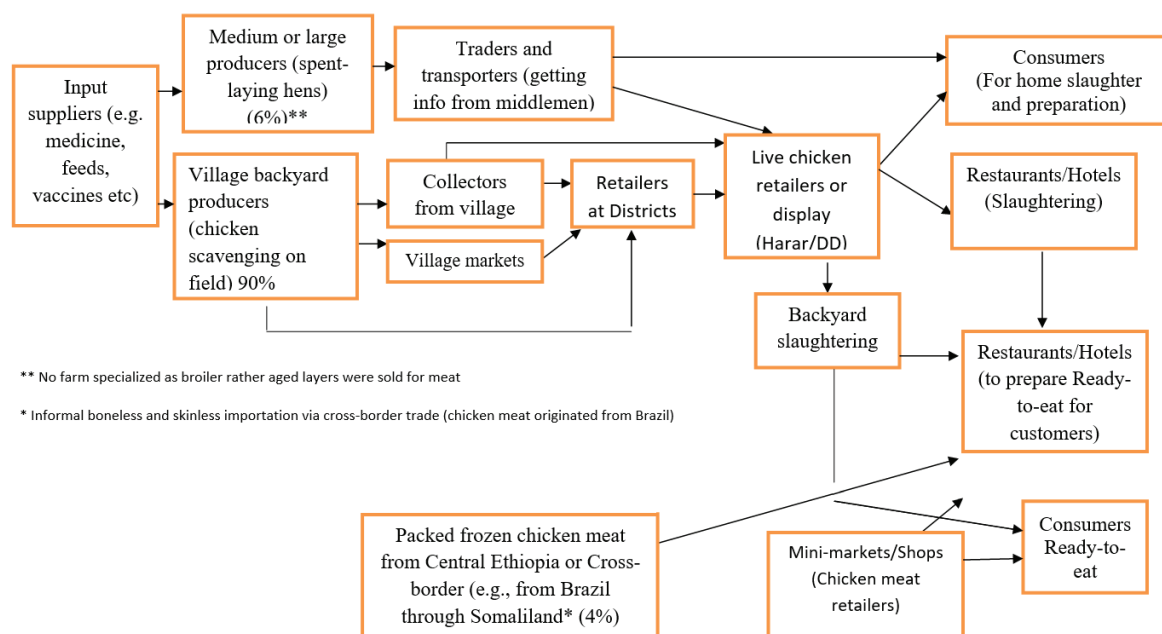 Input
suppliers (e.g.
medicine,
feeds,
vaccines etc)
Medium or large
producers (spent-
laying hens)
(6%)**
Traders and
transporters (getting
info from middlemen)
Consumers
(For home slaughter
and preparation)
Village backyard
producers
(chicken
scavenging on
field) 90%
Collectors
from village
Village markets
Retailers
at Districts
Live chicken
retailers or
display
(Harar/DD)
Restaurants/Hotels
(Slaughtering)
Backyard
slaughtering
Restaurants/Hotels
(to prepare Ready-
to-eat for
customers)
** No farm specialized as broiler rather aged layers were sold for meat
* Informal boneless and skinless importation via cross-border trade (chicken meat originated from Brazil)
Packed frozen chicken meat
from Central Ethiopia or Cross-
border (e.g., from Brazil
through Somaliland* (4%)
Mini-markets/Shops
(Chicken meat
retailers)
Consumers
Ready-to-
eat